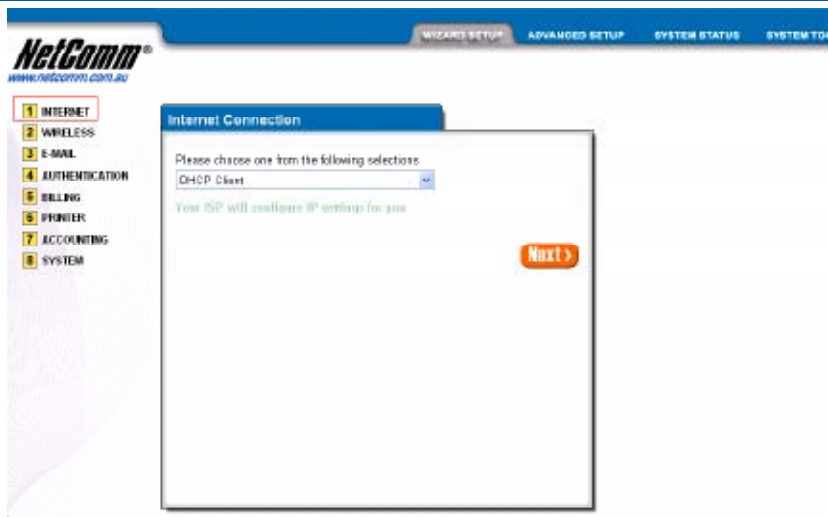 WIZARD SETUP ADVANCED SETUP SYSTEM STATUS SYSTEM TO
NetComm®
www.netcomm.com.au
1 INTERNET
2 WIRELESS
3 E-MAIL
4 AUTHENTICATION
5 BILLING
6 PRINTER
7 ACCOUNTING
8 SYSTEM
Internet Connection
Please choose one from the following selections
DHCP Client
Your ISP will configure IP settings for you
Next >